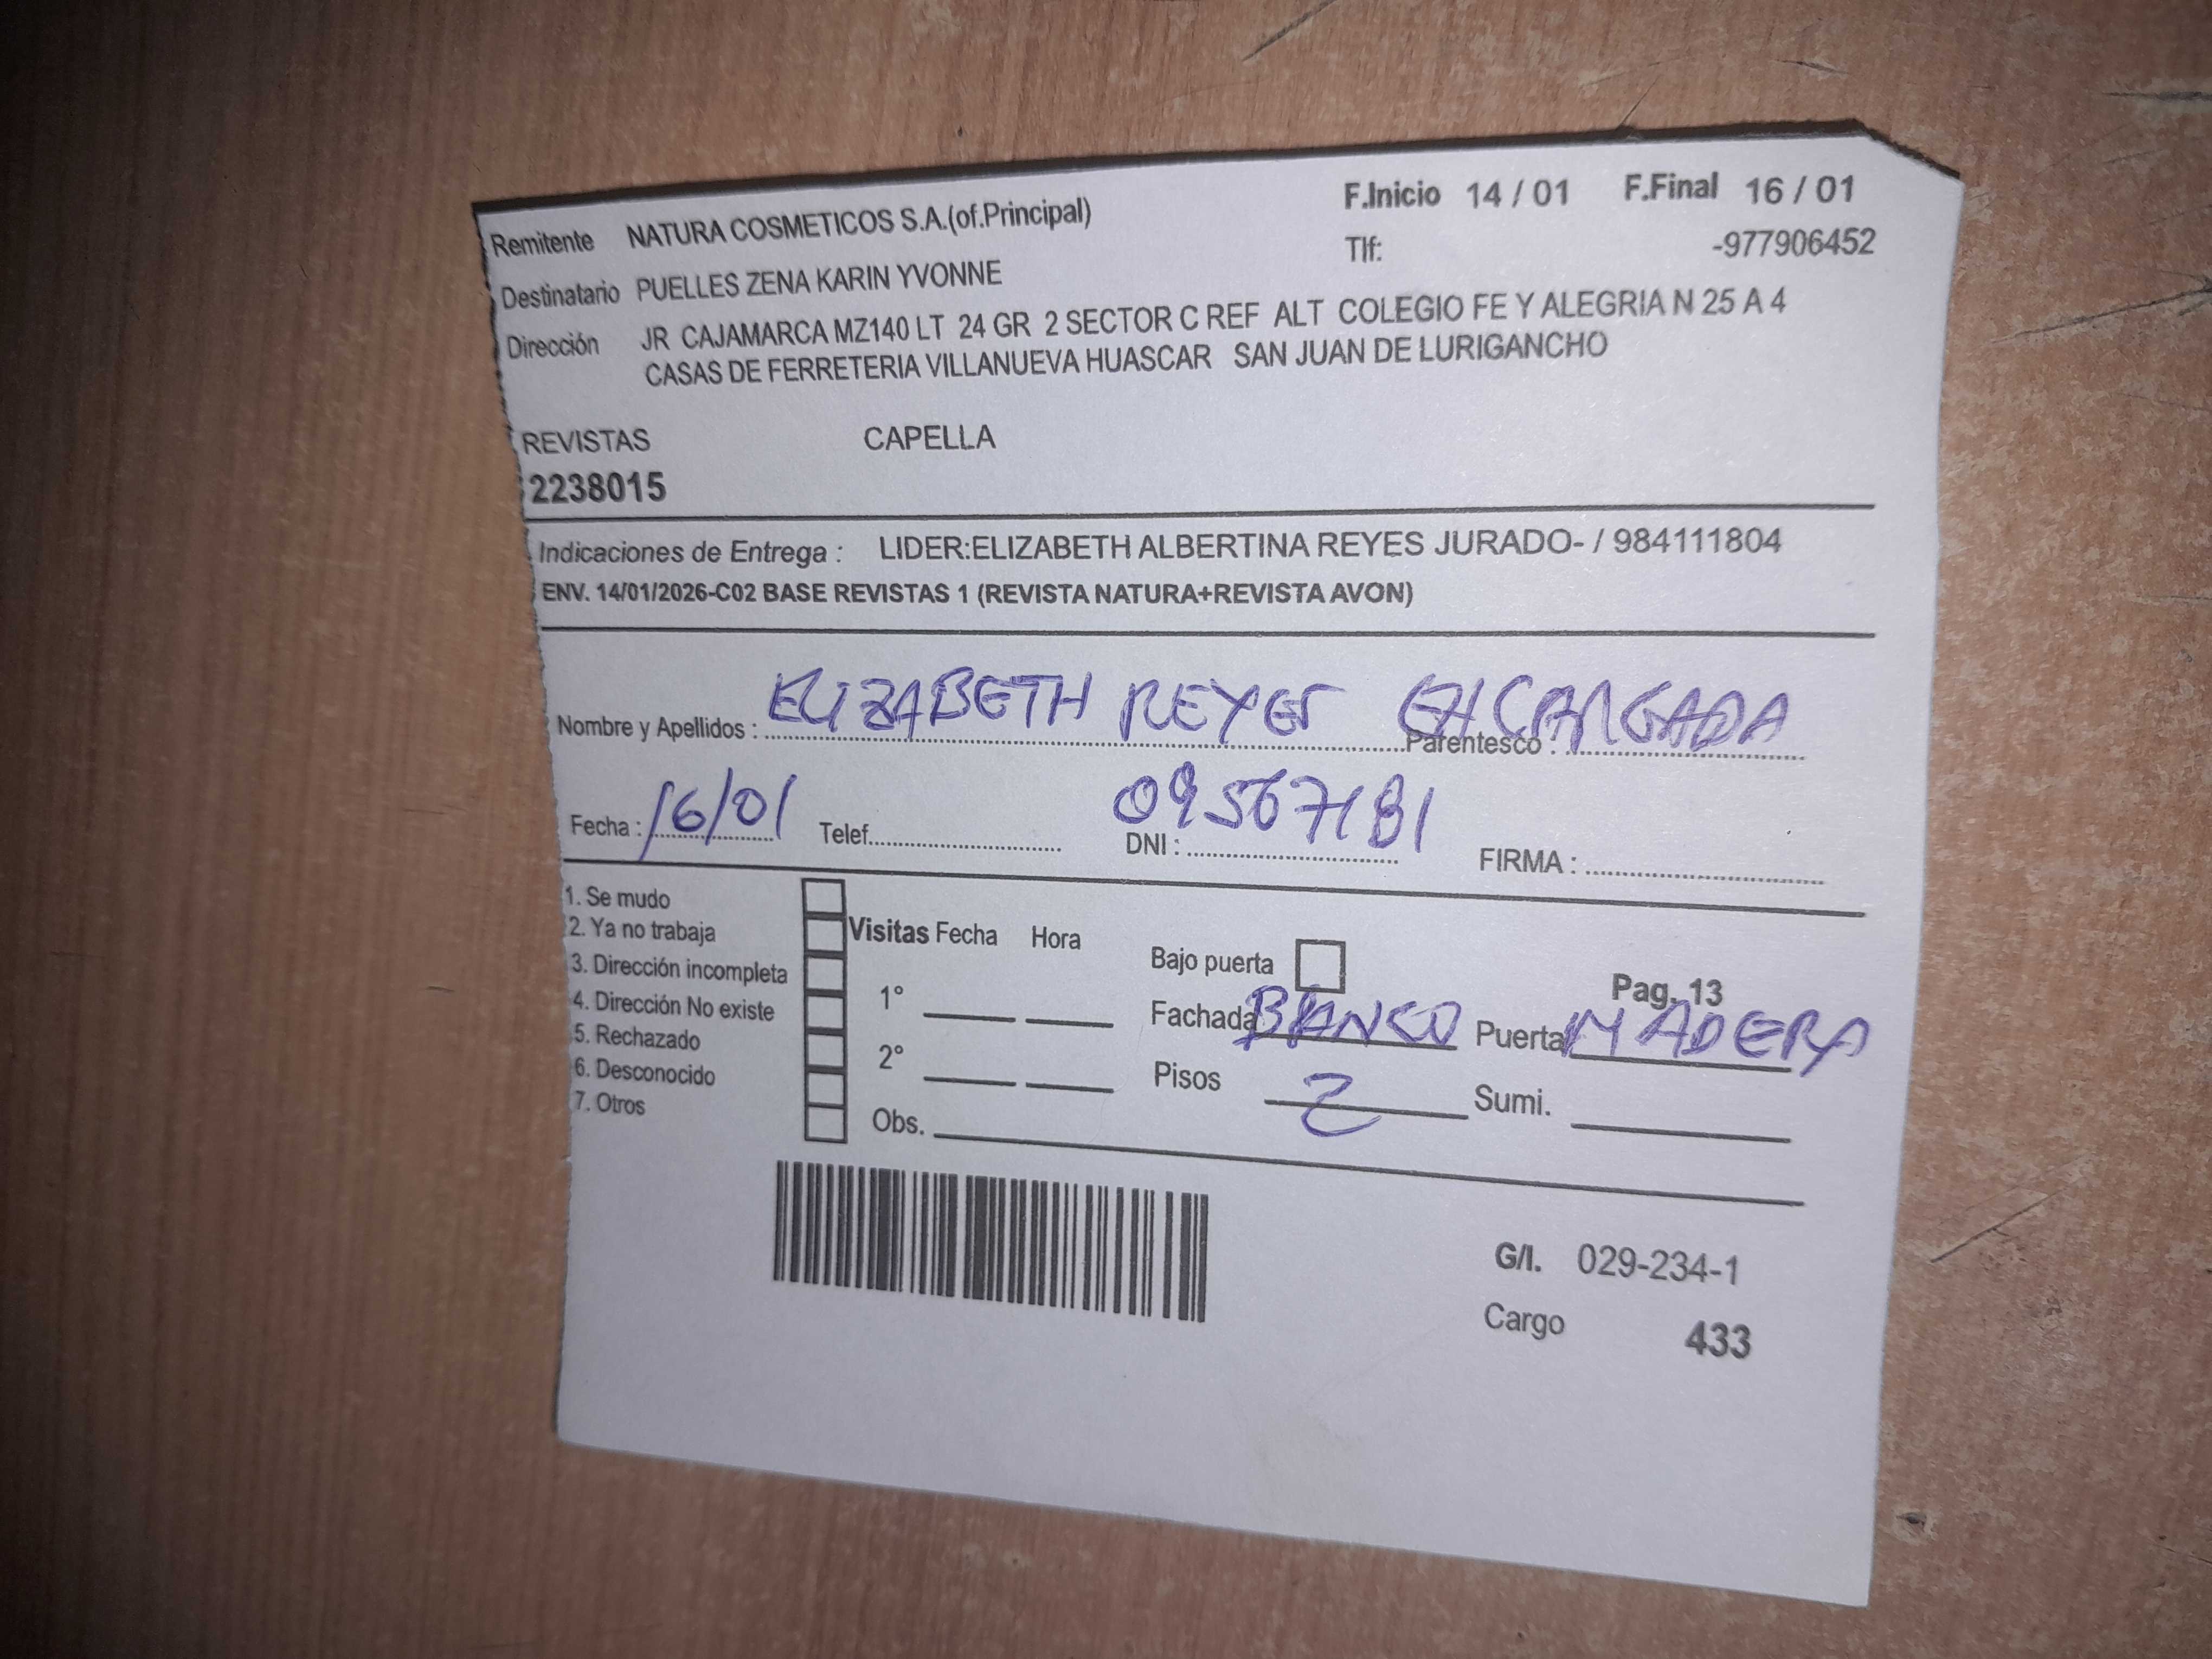 Remitente NATURA COSMETICOS S.A.(of.Principal) F.Inicio 14 / 01 F.Final 16 / 01
Destinatario PUELLES ZENA KARIN YVONNE Tlf: -977906452
Dirección JR CAJAMARCA MZ140 LT 24 GR 2 SECTOR C REF ALT COLEGIO FE Y ALEGRIA N 25 A 4
CASAS DE FERRETERIA VILLANUEVA HUASCAR SAN JUAN DE LURIGANCHO
REVISTAS CAPELLA
2238015
Indicaciones de Entrega : LIDER:ELIZABETH ALBERTINA REYES JURADO- / 984111804
ENV. 14/01/2026-C02 BASE REVISTAS 1 (REVISTA NATURA+REVISTA AVON)
Nombre y Apellidos : ELIZABETH REYES Parentesco : ENCARGADA
Fecha : 16/01 Telef. DNI : 09567181 FIRMA :
1. Se mudo
2. Ya no trabaja
3. Dirección incompleta
4. Dirección No existe
5. Rechazado
6. Desconocido
7. Otros
Visitas Fecha Hora
1°
2°
Obs.
Bajo puerta Pag. 13
Fachada BLANCO Puerta MADERA
Pisos 2 Sumi.
G/I. 029-234-1
Cargo 433